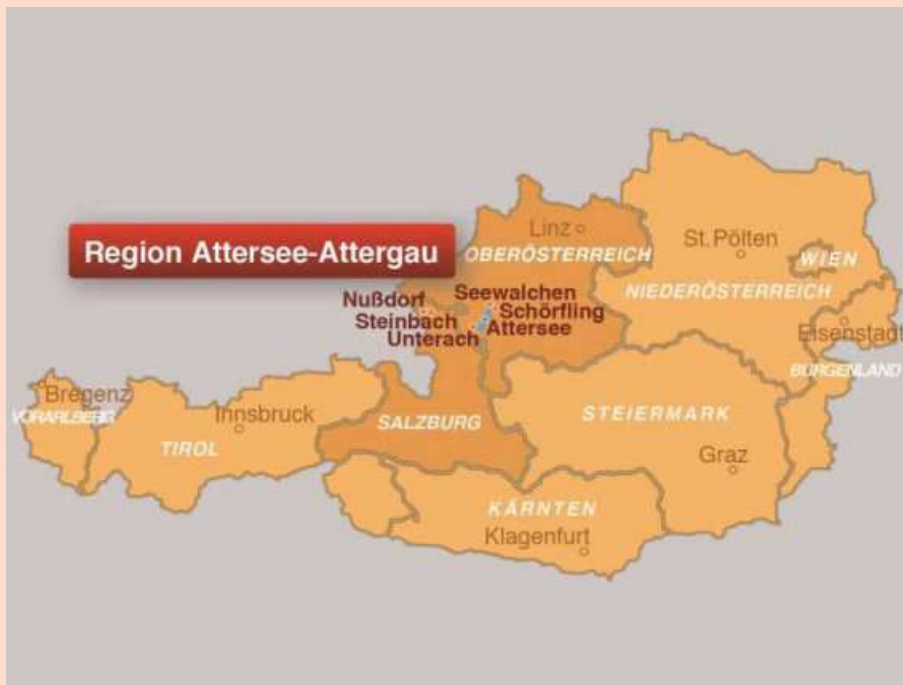 Linz
St. Pölten
Region Attersee-Attergau
OBERÖSTERREICH
WIEN
Nußdorf
Seewalchen
NIEDERÖSTERREICH
Steinbach
Schörfling
Unterach
Attersee
Eisenstadt
BURGENLAND
Bregenz
VORARLBERG
Innsbruck
SALZBURG
STEIERMARK
TIROL
Graz
KÄRNTEN
Klagenfurt